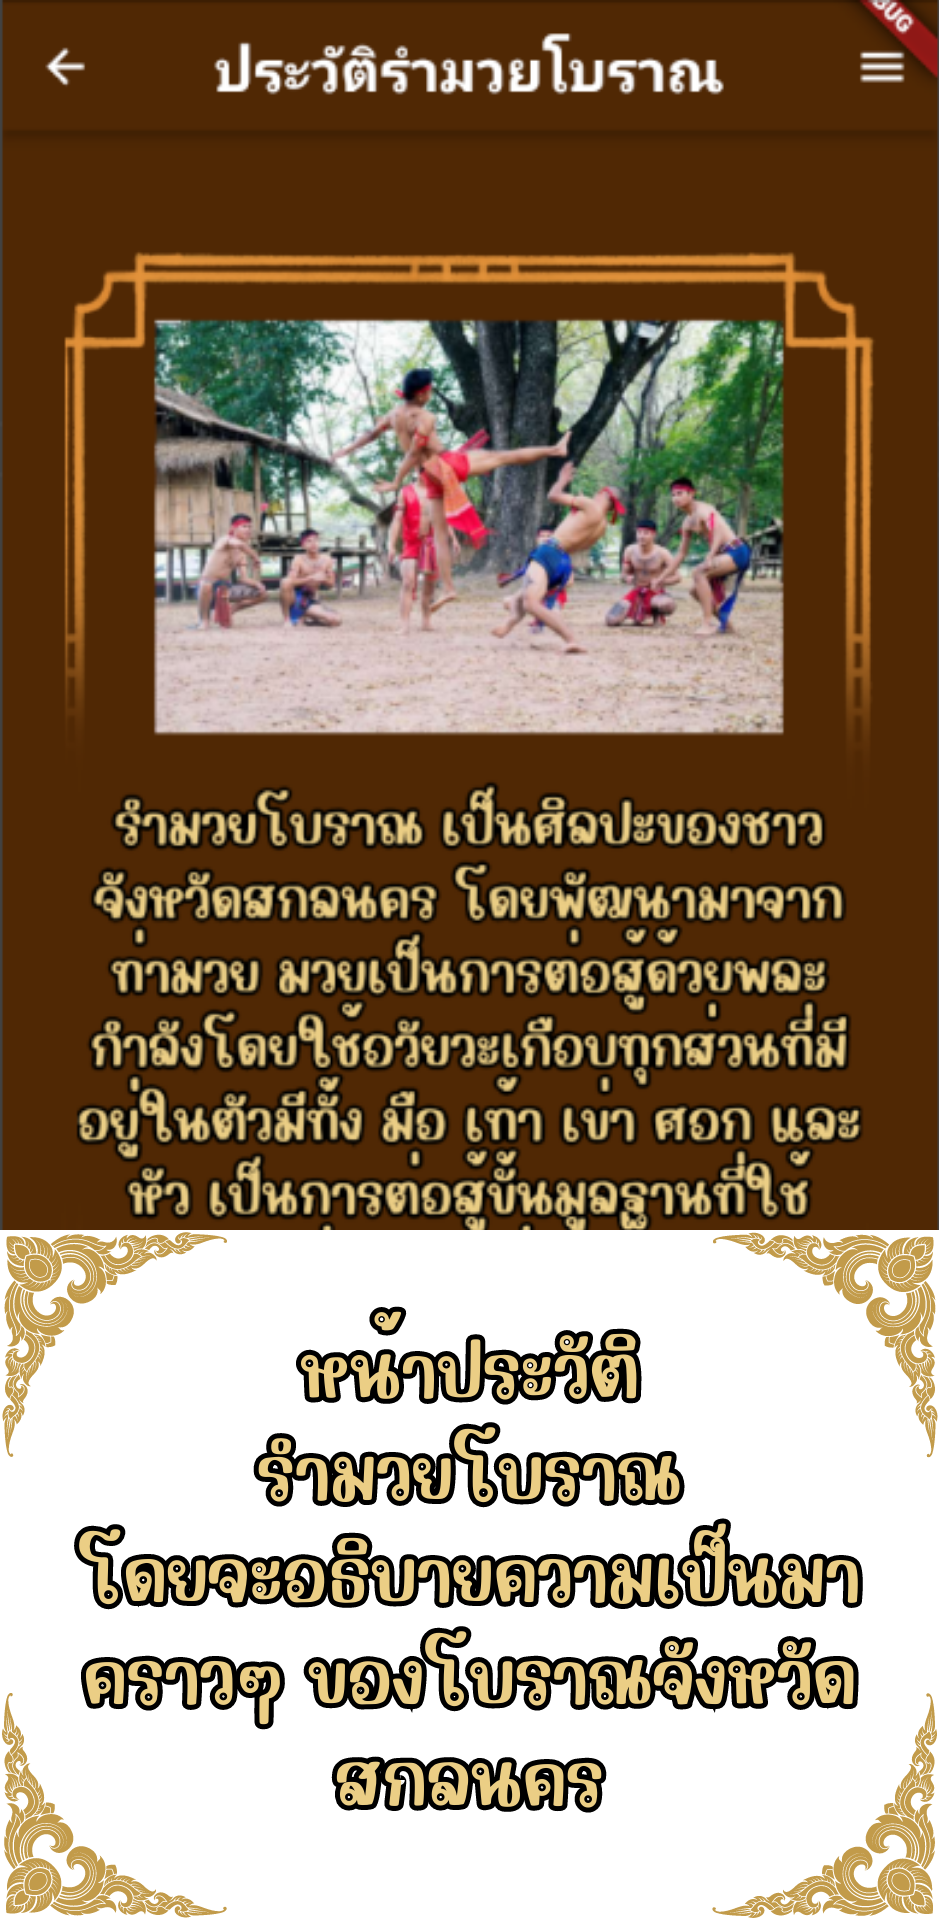 ประวัติรำมวยโบราณ
รำมวยโบราณ เป็นศิลปะของชาว
จังหวัดสกลนคร โดยพัฒนามาจาก
ท่ามวย มวยเป็นการต่อสู้ด้วยพละ
กำลังโดยใช้อวัยวะเกือบทุกส่วนที่มี
อยู่ในตัวมีทั้ง มือ เท้า เข่า ศอก และ
หัว เป็นการต่อสู้ขั้นมูลฐานที่ใช้
หน้าประวัติ
รำมวยโบราณ
โดยจะอธิบายความเป็นมา
คราวๆ ของโบราณจังหวัด
สกลนคร